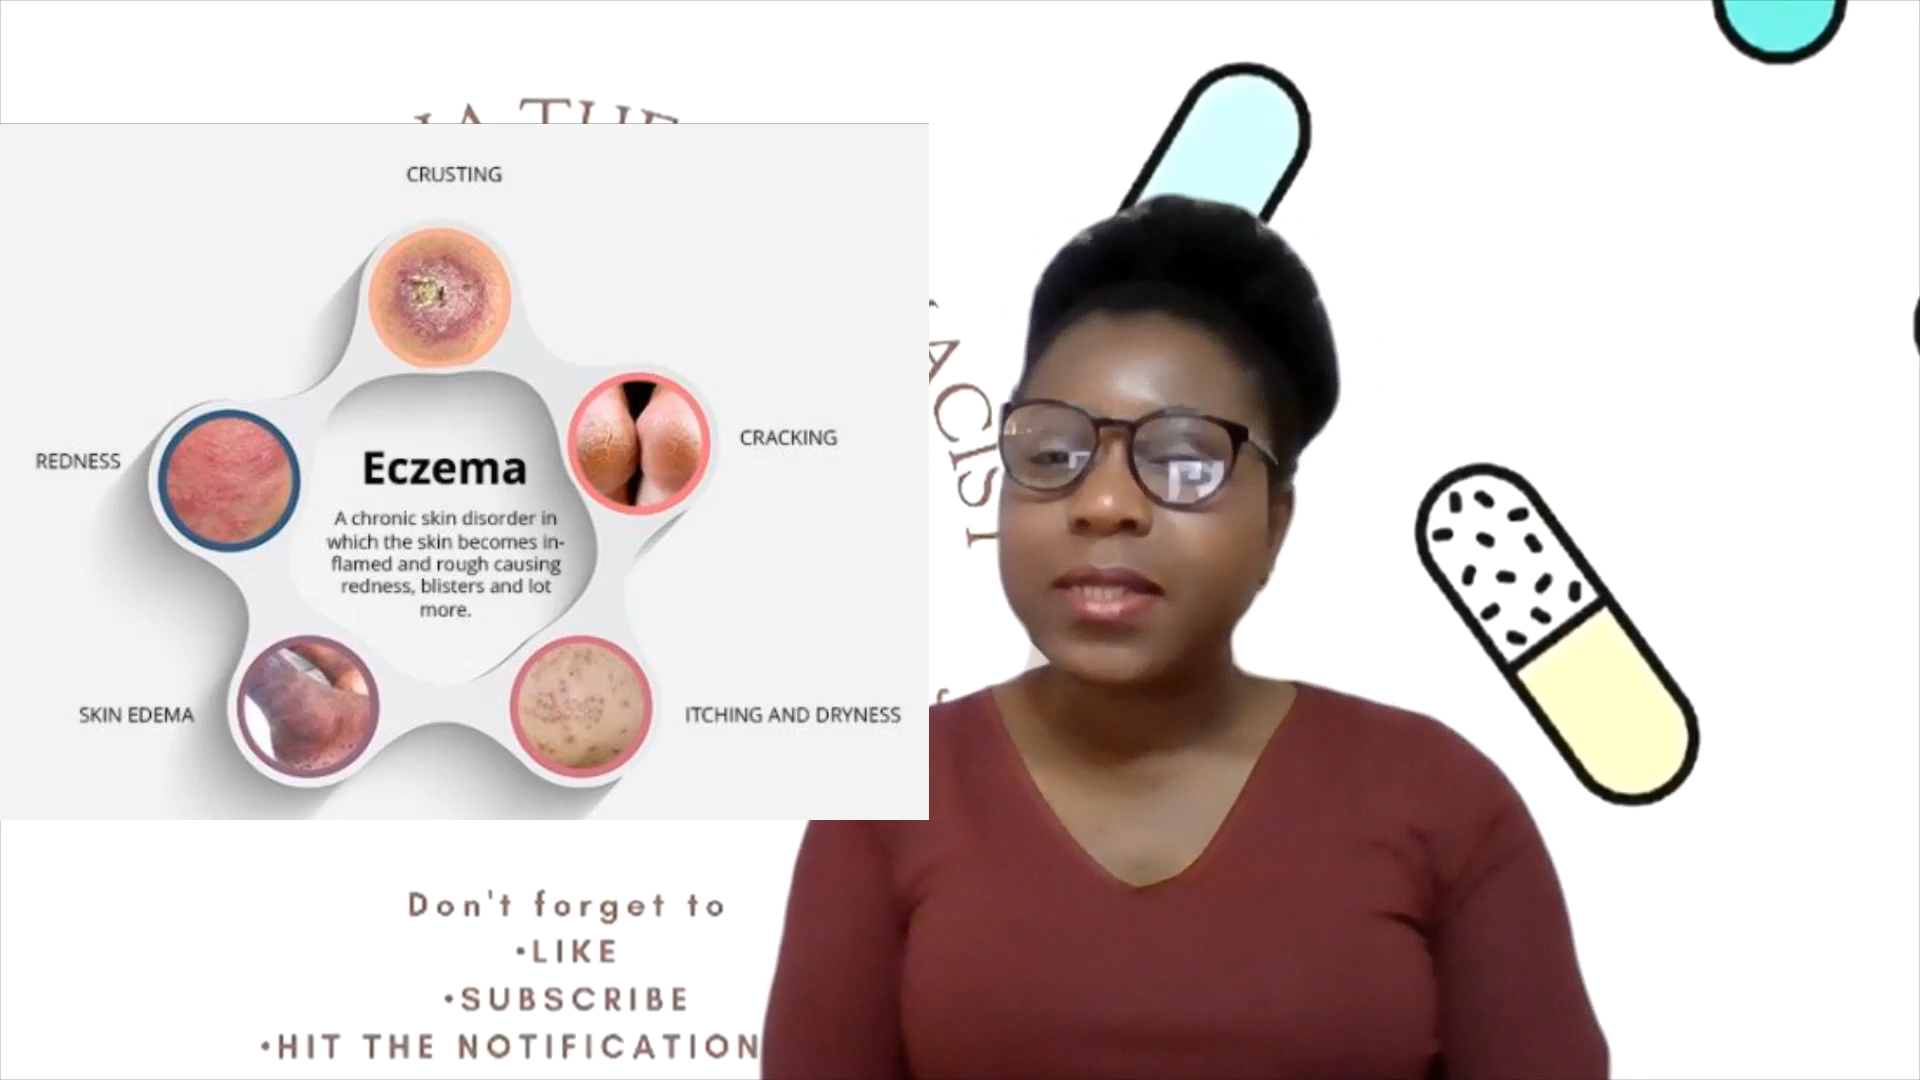 CRUSTING
CRACKING
REDNESS
Eczema
A chronic skin disorder in
which the skin becomes in-
flamed and rough causing
redness, blisters and lot
more.
SKIN EDEMA
ITCHING AND DRYNESS
Don't forget to
•LIKE
•SUBSCRIBE
•HIT THE NOTIFICATION